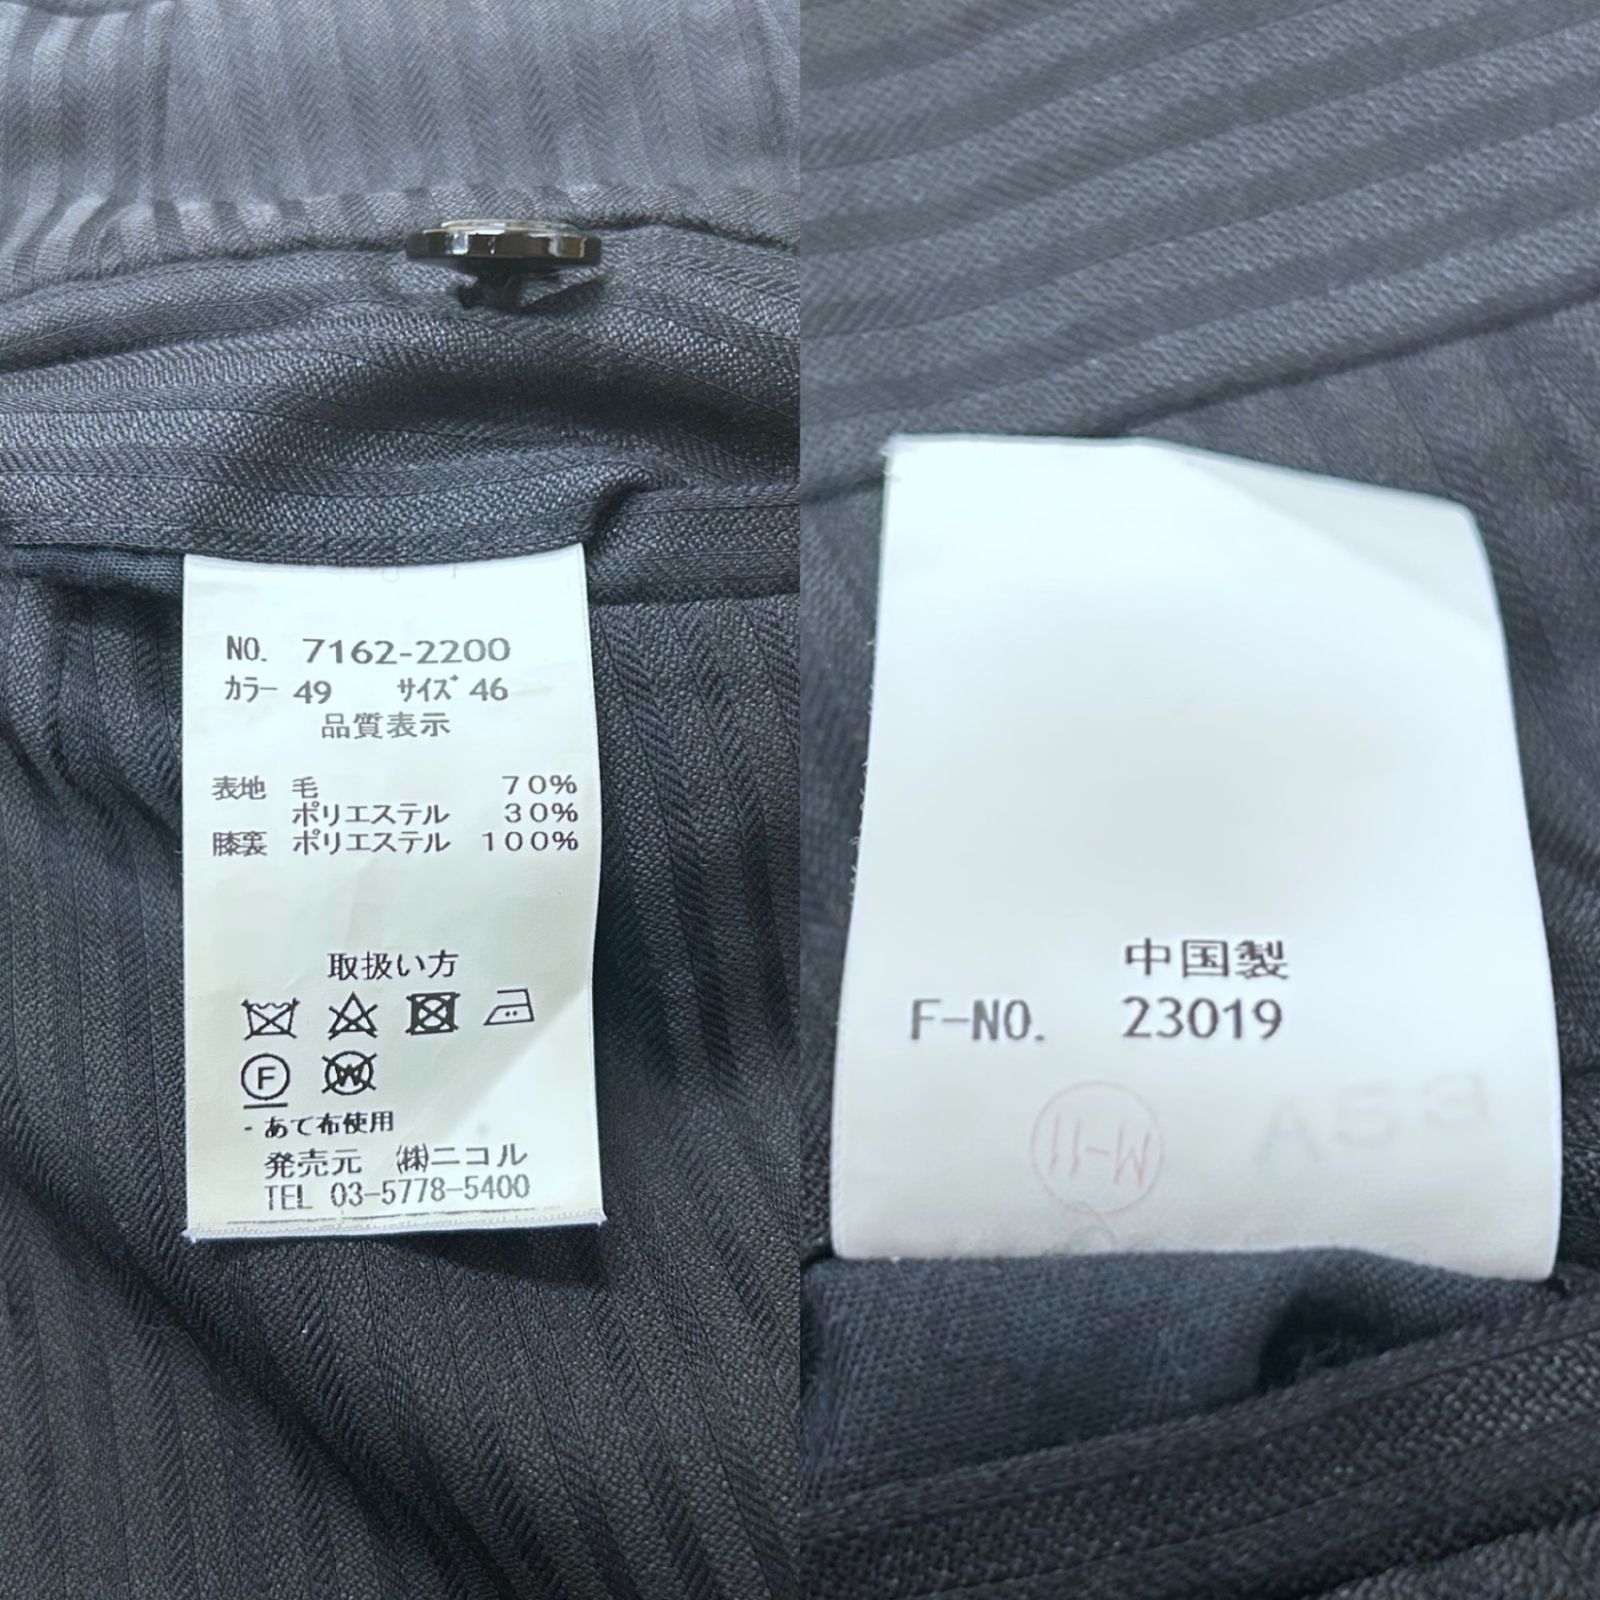 NO. 7162-2200
カラー 49 サイズ 46
品質表示
表地 毛 70%
ポリエステル 30%
膝裏 ポリエステル 100%
取扱い方
F
W
・あて布使用
発売元 ㈱ニコル
TEL 03-5778-5400
中国製
F-NO. 23019
M-11
A53